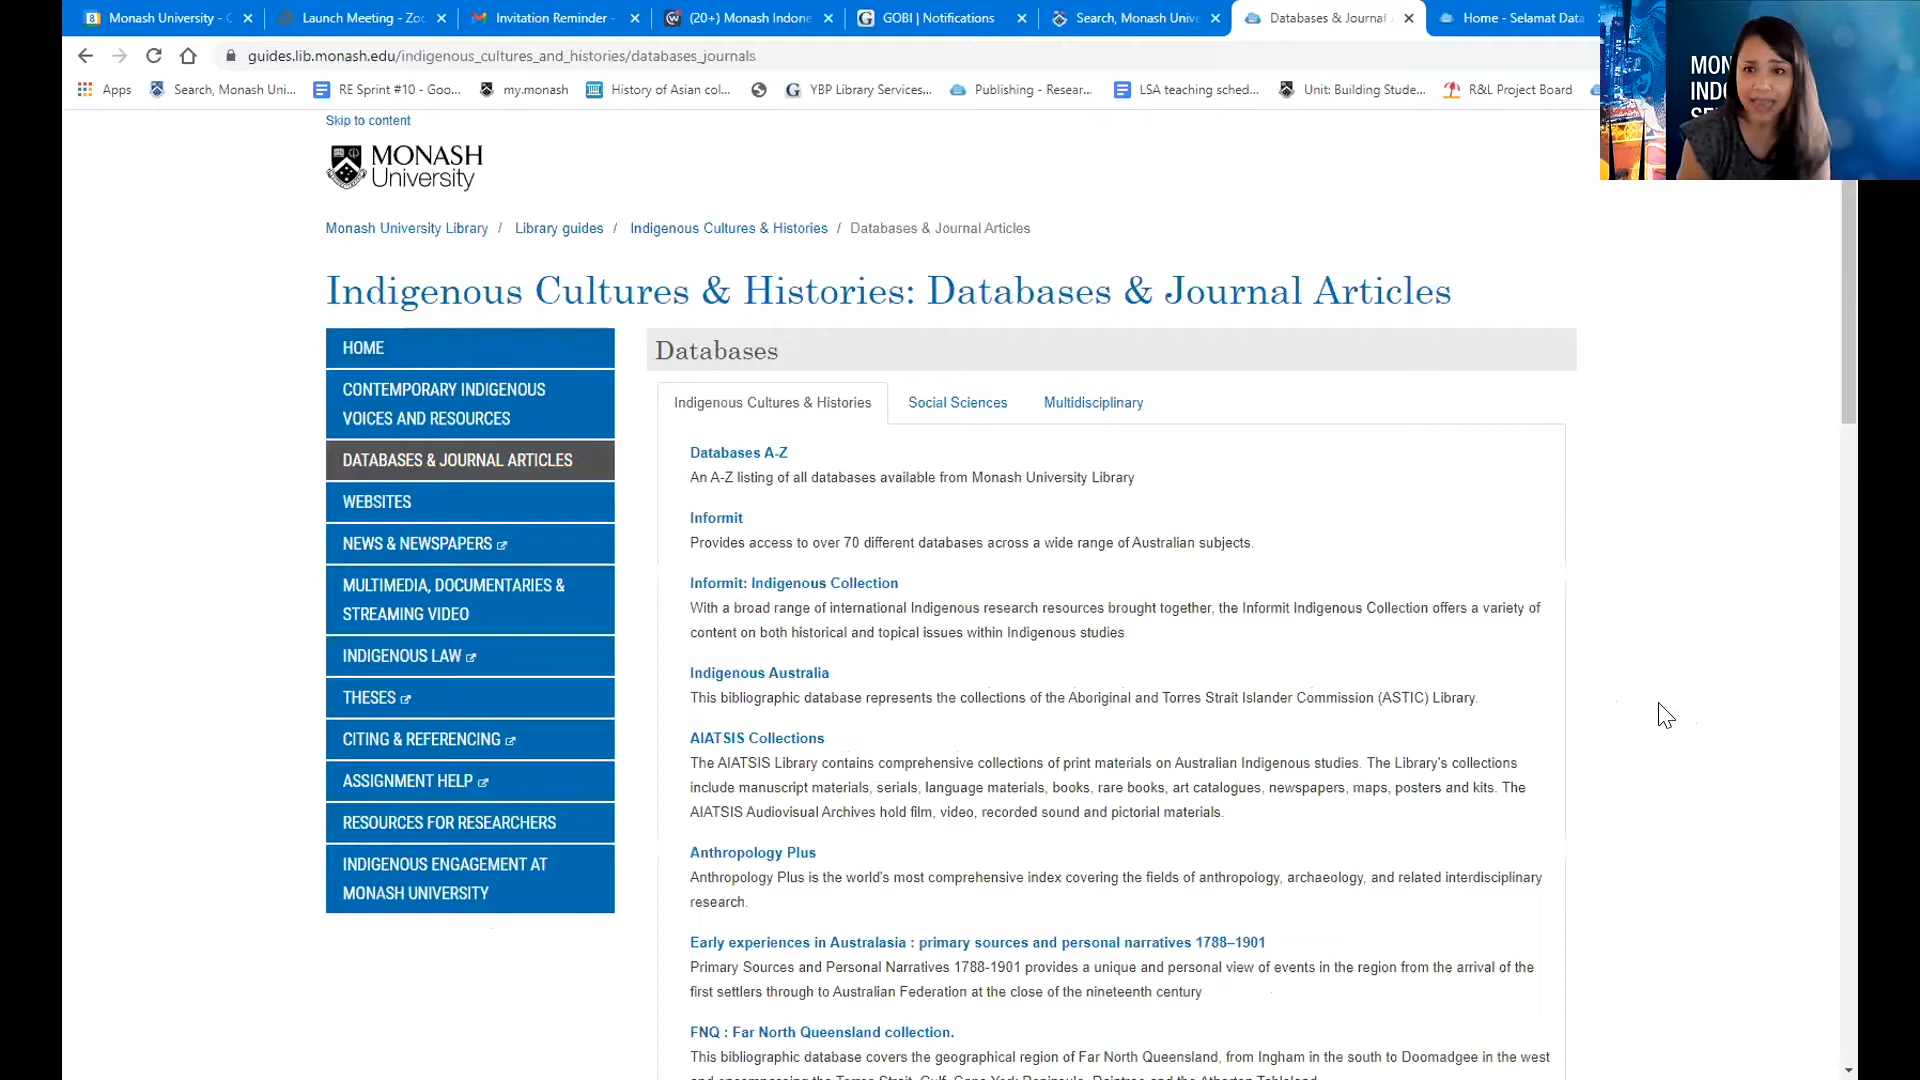 Monash University - C
Launch Meeting - Zoo
Invitation Reminder -
(20+) Monash Indone
GOBI | Notifications
Search, Monash Unive
Databases & Journal
Home - Selamat Data
guides.lib.monash.edu/indigenous_cultures_and_histories/databases_journals
Apps
Search, Monash Uni...
RE Sprint #10 - Goo...
my.monash
History of Asian col...
YBP Library Services...
Publishing - Resear...
LSA teaching sched...
Unit: Building Stude...
R&L Project Board
MON
INDO
SE
Skip to content
MONASH
University
Monash University Library / Library guides / Indigenous Cultures & Histories / Databases & Journal Articles
Indigenous Cultures & Histories: Databases & Journal Articles
HOME
CONTEMPORARY INDIGENOUS
VOICES AND RESOURCES
DATABASES & JOURNAL ARTICLES
WEBSITES
NEWS & NEWSPAPERS
MULTIMEDIA, DOCUMENTARIES &
STREAMING VIDEO
INDIGENOUS LAW
THESES
CITING & REFERENCING
ASSIGNMENT HELP
RESOURCES FOR RESEARCHERS
INDIGENOUS ENGAGEMENT AT
MONASH UNIVERSITY
Databases
Indigenous Cultures & Histories
Social Sciences
Multidisciplinary
Databases A-Z
An A-Z listing of all databases available from Monash University Library
Informit
Provides access to over 70 different databases across a wide range of Australian subjects.
Informit: Indigenous Collection
With a broad range of international Indigenous research resources brought together, the Informit Indigenous Collection offers a variety of
content on both historical and topical issues within Indigenous studies.
Indigenous Australia
This bibliographic database represents the collections of the Aboriginal and Torres Strait Islander Commission (ASTIC) Library.
AIATSIS Collections
The AIATSIS Library contains comprehensive collections of print materials on Australian Indigenous studies. The Library's collections
include manuscript materials, serials, language materials, books, rare books, art catalogues, newspapers, maps, posters and kits. The
AIATSIS Audiovisual Archives hold film, video, recorded sound and pictorial materials.
Anthropology Plus
Anthropology Plus is the world's most comprehensive index covering the fields of anthropology, archaeology, and related interdisciplinary
research.
Early experiences in Australasia : primary sources and personal narratives 1788–1901
Primary Sources and Personal Narratives 1788-1901 provides a unique and personal view of events in the region from the arrival of the
first settlers through to Australian Federation at the close of the nineteenth century
FNQ : Far North Queensland collection.
This bibliographic database covers the geographical region of Far North Queensland, from Ingham in the south to Doomadgee in the west
and encompassing the Torres Strait, Gulf, Cape York Peninsula, Daintree and the Atherton Tableland